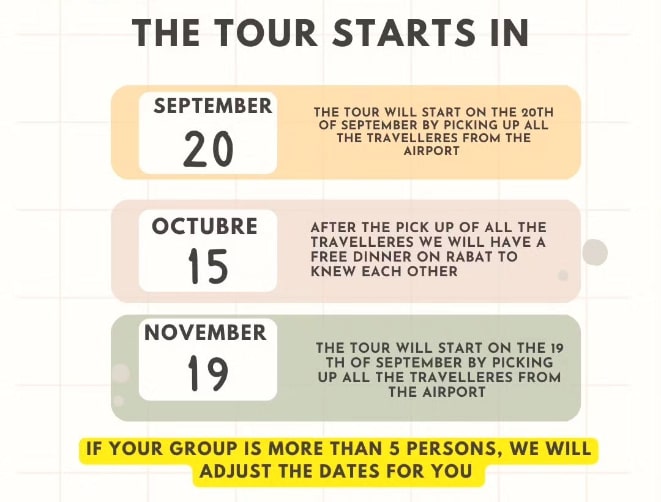 THE TOUR STARTS IN
SEPTEMBER
20
THE TOUR WILL START ON THE 20TH
OF SEPTEMBER BY PICKING UP ALL
THE TRAVELLERES FROM THE
AIRPORT
OCTUBRE
15
AFTER THE PICK UP OF ALL THE
TRAVELLERES WE WILL HAVE A
FREE DINNER ON RABAT TO
KNEW EACH OTHER
NOVEMBER
19
THE TOUR WILL START ON THE 19
TH OF SEPTEMBER BY PICKING
UP ALL THE TRAVELLERES FROM
THE AIRPORT
IF YOUR GROUP IS MORE THAN 5 PERSONS, WE WILL
ADJUST THE DATES FOR YOU